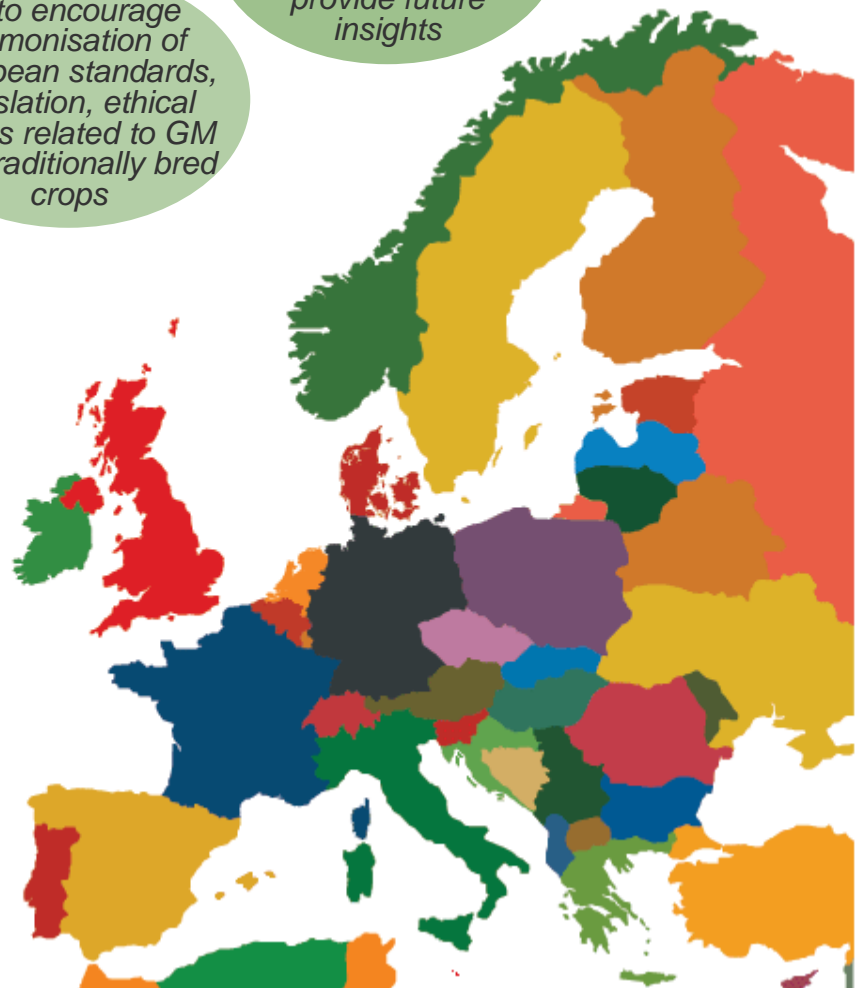 to encourage
monisation of
pean standards,
slation, ethical
s related to GM
raditionally bred
crops
provide future
insights